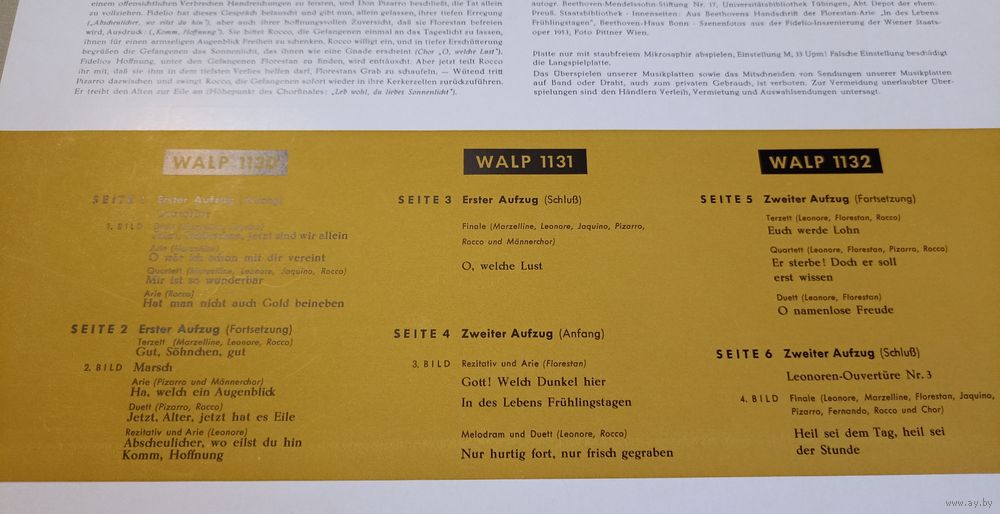 einem offensichtlichen Verbrechen Handreichungen zu leisten, und Don Pizarro beschließt, die Tat allein
zu vollziehen. Fidelio hat dieses Gespräch belauscht und gibt nun, allein gelassen, ihrer tiefen Erregung
(„Abscheulicher, wo eilst du hin“), aber auch ihrer hoffnungsvollen Zuversicht, daß sie Florestan befreien
wird, Ausdruck: („Komm, Hoffnung“). Sie bittet Rocco, die Gefangenen einmal an das Tageslicht zu lassen,
ihnen für einen armseligen Augenblick Freiheit zu schenken. Rocco willigt ein, und in tiefer Erschütterung
begrüßen die Gefangenen das Sonnenlicht, das ihnen wie eine Gnade erscheint (Chor „O, welche Lust“).
Fidelios Hoffnung, unter den Gefangenen Florestan zu finden, wird enttäuscht. Aber jetzt teilt Rocco
ihr mit, daß sie ihm in dem tiefsten Verlies helfen darf, Florestans Grab zu schaufeln. — Wütend tritt
Pizarro dazwischen und zwingt Rocco, die Gefangenen sofort wieder in ihre Kerkerzellen zurückzuführen.
Er treibt den Alten zur Eile an (Höhepunkt des Chorfinales: „Leb wohl, du liebes Sonnenlicht“).
autogr. Beethoven-Mendelssohn-Stiftung Nr. 17, Universitätsbibliothek Tübingen, Abt. Depot der ehem.
Preuß. Staatsbibliothek - Innenseiten: Aus Beethovens Handschrift der Florestan-Arie „In des Lebens
Frühlingstagen“, Beethoven-Haus Bonn - Szenenfotos aus der Fidelio-Inszenierung der Wiener Staats-
oper 1953, Foto Pittner Wien.
Platte nur mit staubfreiem Mikrosaphir abspielen, Einstellung M, 33 Upm! Falsche Einstellung beschädigt
die Langspielplatte.
Das Überspielen unserer Musikplatten sowie das Mitschneiden von Sendungen unserer Musikplatten
auf Band oder Draht, auch zum privaten Gebrauch, ist verboten. Zur Vermeidung unerlaubter Über-
spielungen sind den Händlern Verleih, Vermietung und Auswahlsendungen untersagt.
WALP 1130
SEITE 1 Erster Aufzug (Anfang)
1. BILD
Jetzt, Schätzchen, jetzt sind wir allein
Arie (Marzelline)
O wär ich schon mit dir vereint
Quartett (Marzelline, Leonore, Jaquino, Rocco)
Mir ist so wunderbar
Arie (Rocco)
Hat man nicht auch Gold beineben
SEITE 2 Erster Aufzug (Fortsetzung)
Terzett (Marzelline, Leonore, Rocco)
Gut, Söhnchen, gut
2. BILD Marsch
Arie (Pizarro und Männerchor)
Ha, welch ein Augenblick
Duett (Pizarro, Rocco)
Jetzt, Alter, jetzt hat es Eile
Rezitativ und Arie (Leonore)
Abscheulicher, wo eilst du hin
Komm, Hoffnung
WALP 1131
SEITE 3 Erster Aufzug (Schluß)
Finale (Marzelline, Leonore, Jaquino, Pizarro,
Rocco und Männerchor)
O, welche Lust
SEITE 4 Zweiter Aufzug (Anfang)
3. BILD Rezitativ und Arie (Florestan)
Gott! Welch Dunkel hier
In des Lebens Frühlingstagen
Melodram und Duett (Leonore, Rocco)
Nur hurtig fort, nur frisch gegraben
WALP 1132
SEITE 5 Zweiter Aufzug (Fortsetzung)
Terzett (Leonore, Florestan, Rocco)
Euch werde Lohn
Quartett (Leonore, Florestan, Pizarro, Rocco)
Er sterbe! Doch er soll
erst wissen
Duett (Leonore, Florestan)
O namenlose Freude
SEITE 6 Zweiter Aufzug (Schluß)
Leonoren-Ouvertüre Nr. 3
4. BILD Finale (Leonore, Marzelline, Florestan, Jaquino,
Pizarro, Fernando, Rocco und Chor)
Heil sei dem Tag, heil sei
der Stunde
www.ay.by